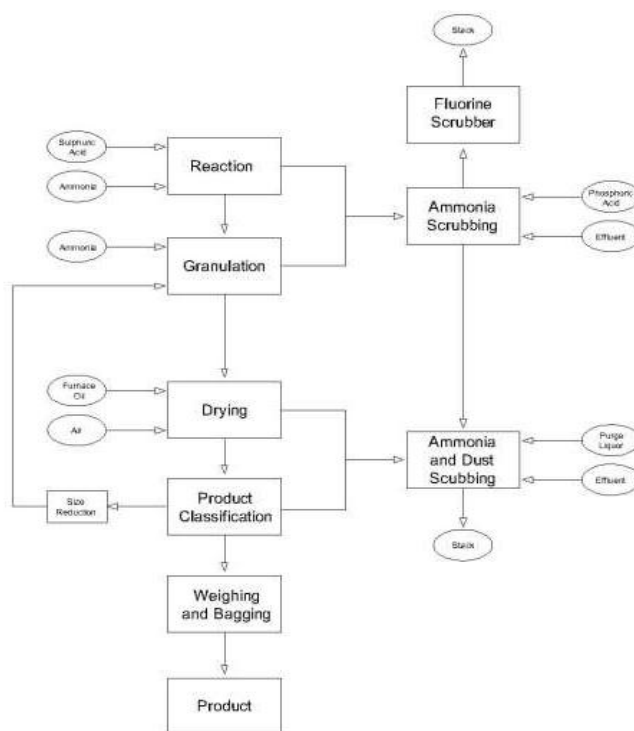 Stack
Fluorine
Scrubber
Sulphuric
Acid
Reaction
Ammonia
Phosphoric
Acid
Ammonia
Scrubbing
Ammonia
Effluent
Granulation
Furnace
Oil
Drying
Air
Purge
Liquor
Ammonia
and Dust
Scubbing
Size
Reduction
Product
Classification
Effluent
Stack
Weighing
and Bagging
Product